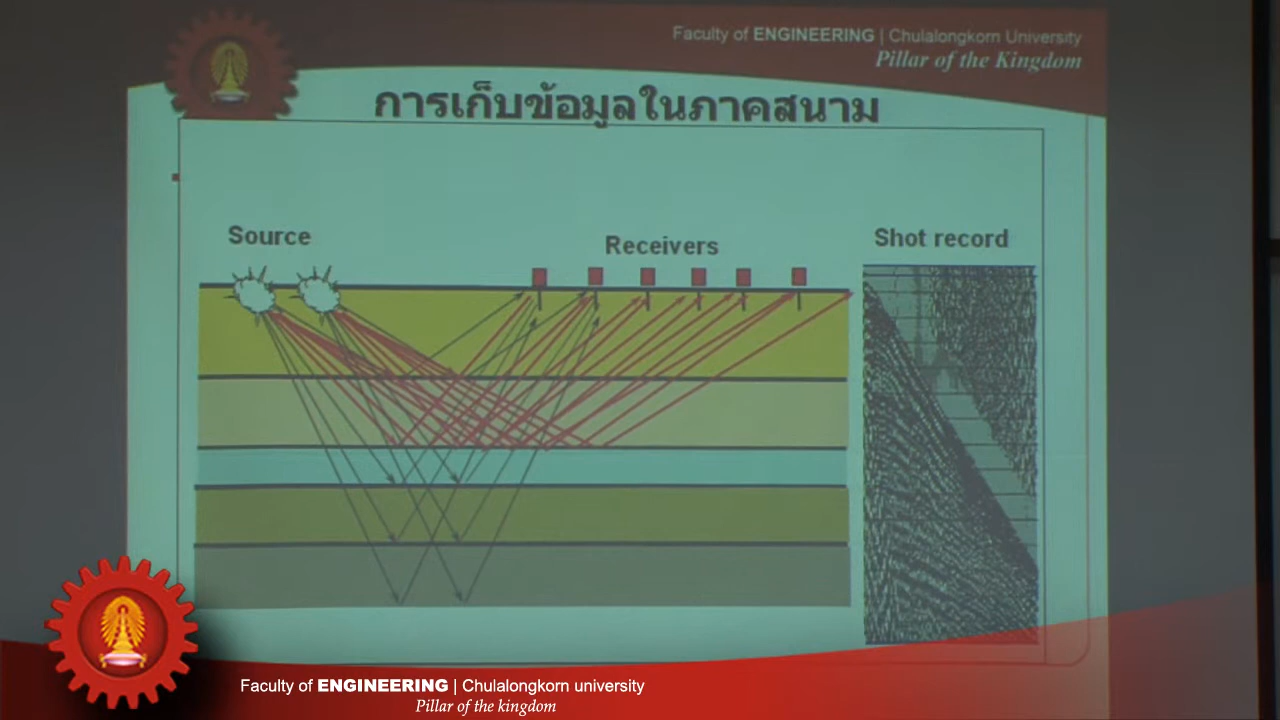 Faculty of ENGINEERING | Chulalongkorn University
Pillar of the Kingdom
การเก็บข้อมูลในภาคสนาม
Source
Receivers
Shot record
Faculty of ENGINEERING | Chulalongkorn university
Pillar of the kingdom